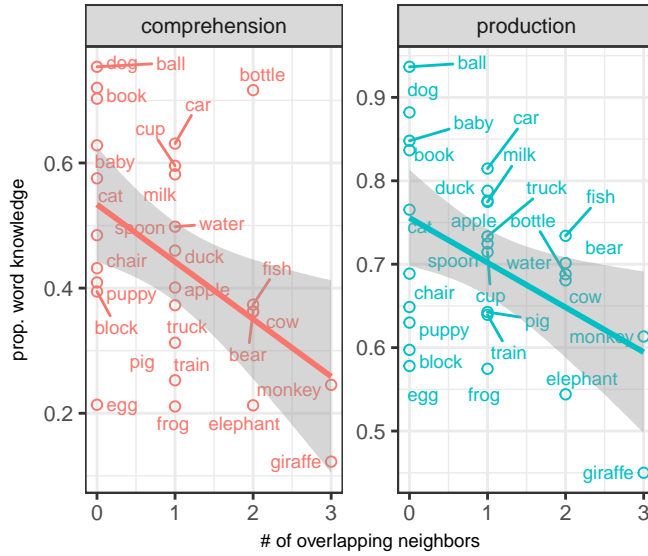 comprehension
production
prop. word knowledge
0.6
0.4
0.2
dog
ball
book
bottle
car
cup
baby
milk
cat
spoon
water
duck
chair
fish
apple
puppy
cow
block
truck
bear
pig
train
monkey
egg
frog
elephant
giraffe
0
1
2
3
0.9
0.8
0.7
0.6
0.5
ball
dog
baby
car
book
milk
duck
truck
fish
cat
apple
bottle
bear
spoon
water
chair
cup
cow
puppy
pig
monkey
block
train
egg
frog
elephant
giraffe
0
1
2
3
# of overlapping neighbors